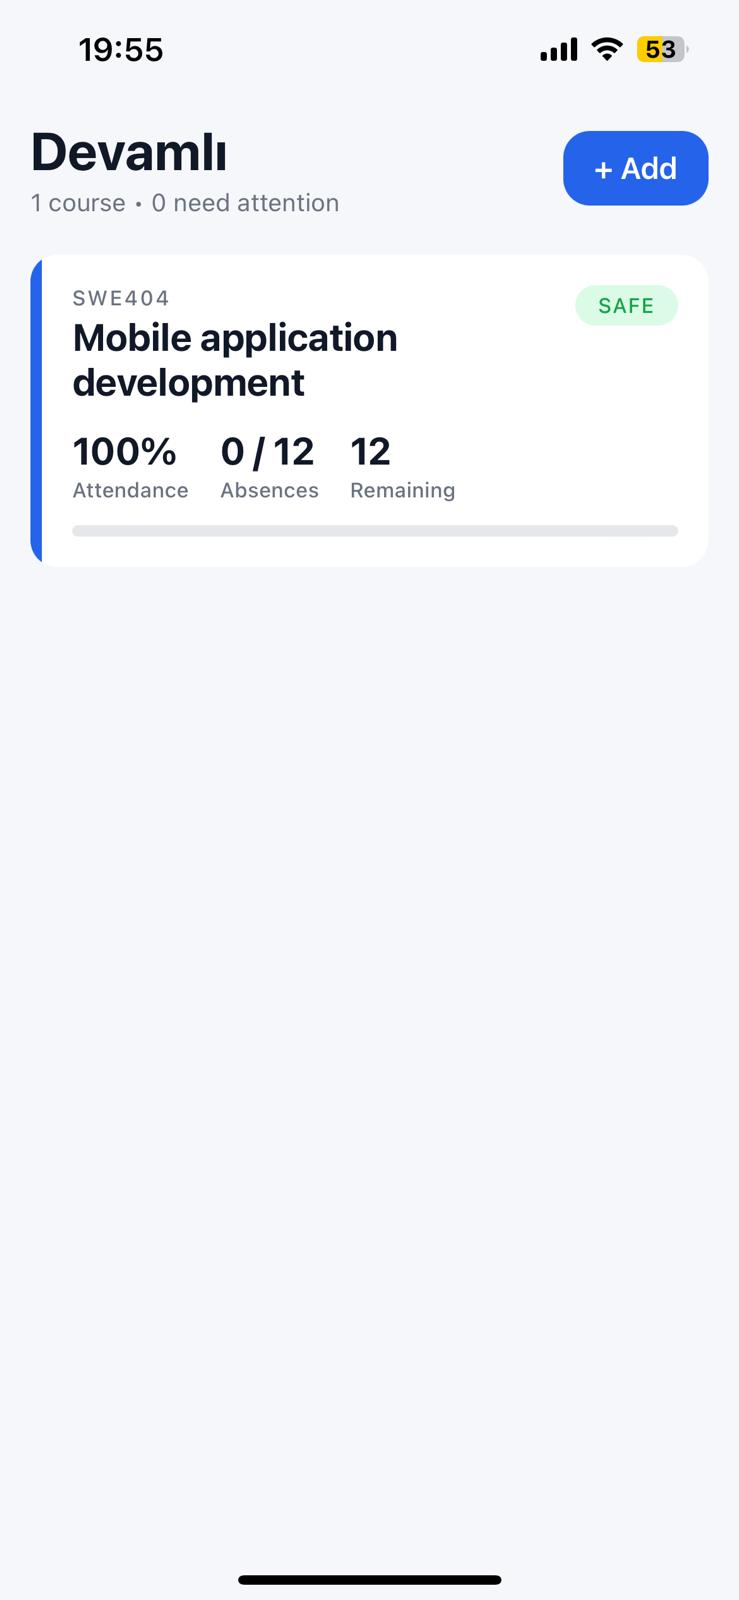 19:55
53
Devamlı
+ Add
1 course • 0 need attention
SWE404
SAFE
Mobile application
development
100% 0 / 12 12
Attendance Absences Remaining